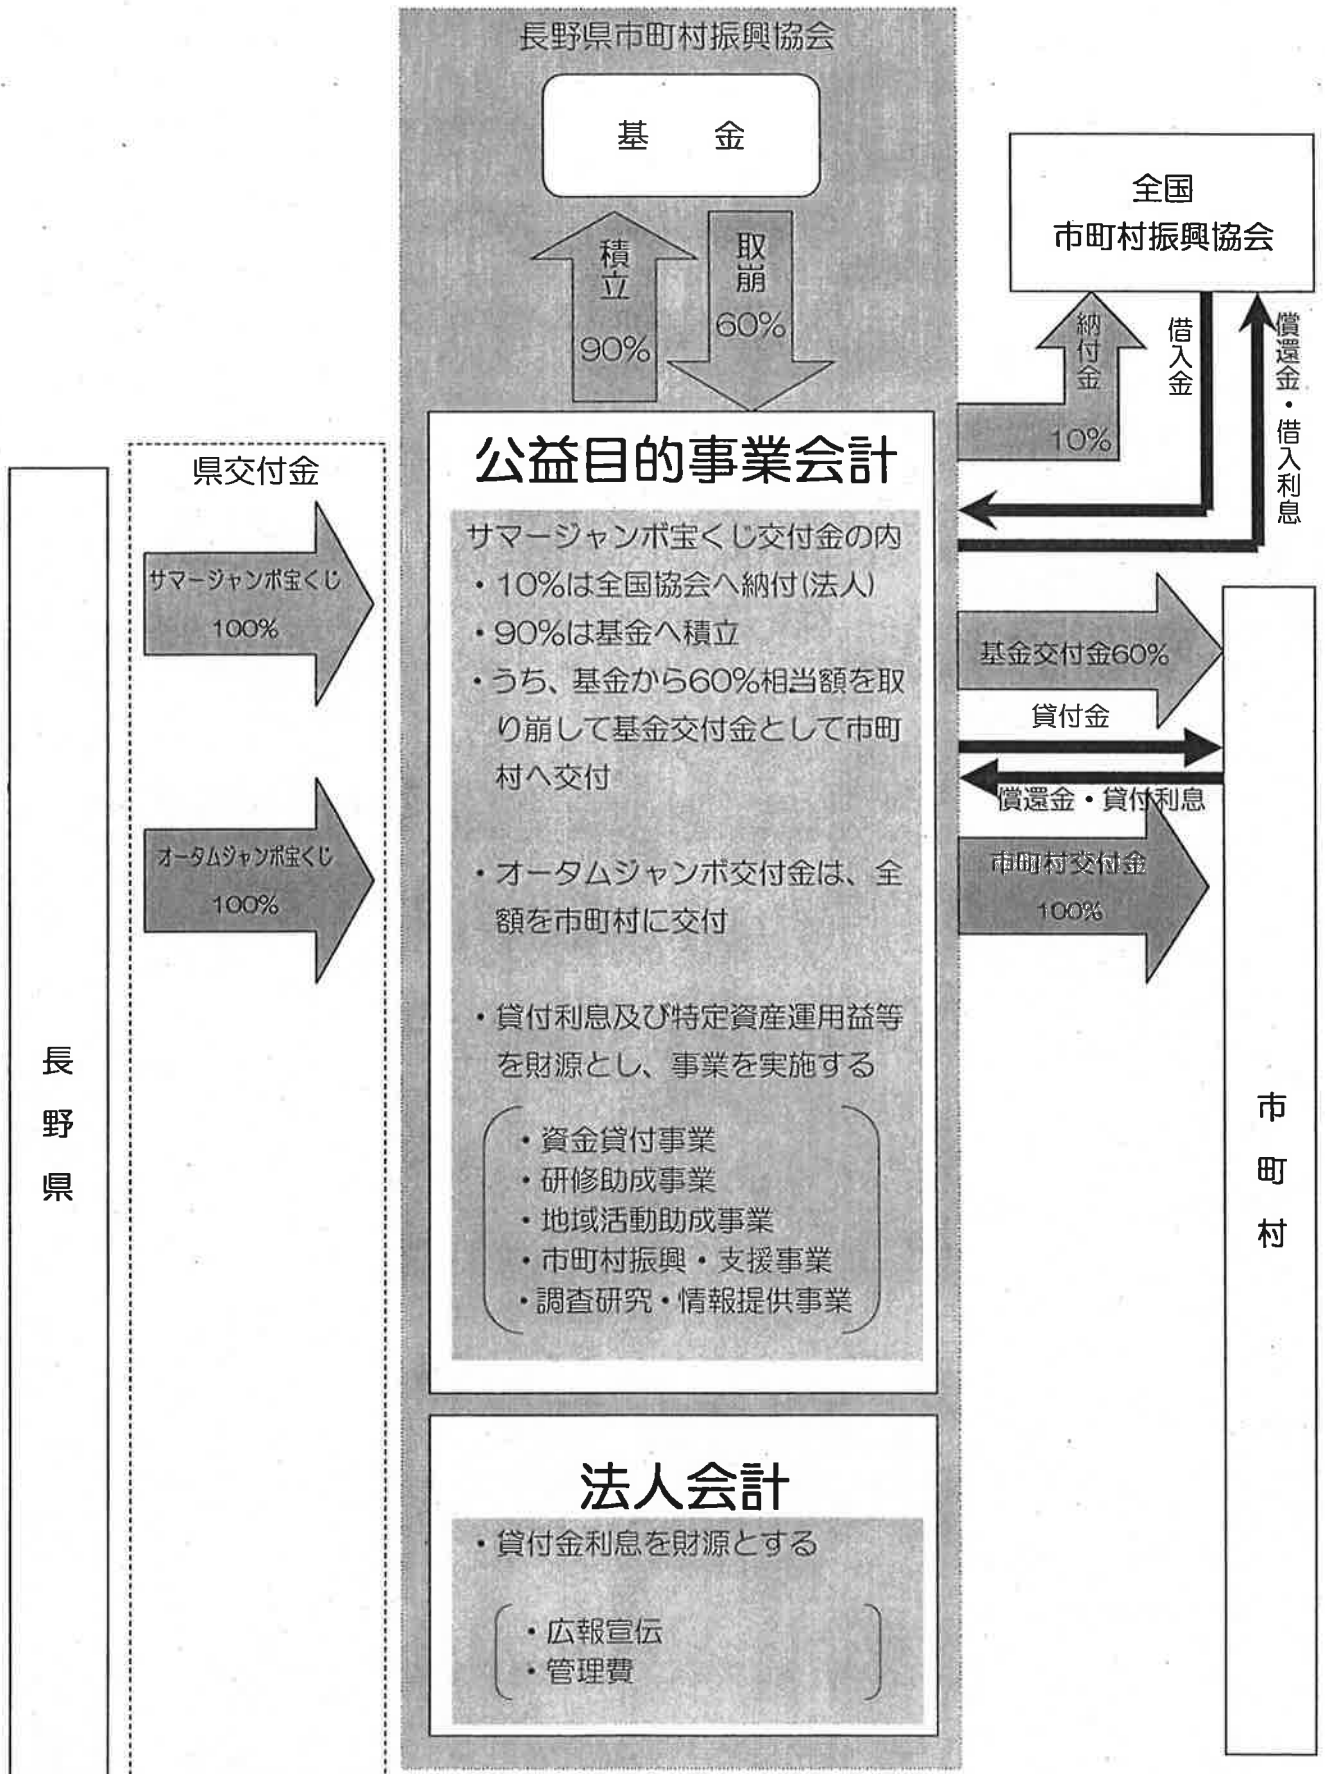 長野県市町村振興協会
基 金
積立
90%
取崩
60%
全国
市町村振興協会
納付金
10%
借入金
償還金・借入利息
公益目的事業会計
サマージャンボ宝くじ交付金の内
・10%は全国協会へ納付(法人)
・90%は基金へ積立
・うち、基金から60%相当額を取
り崩して基金交付金として市町
村へ交付
・オータムジャンボ交付金は、全
額を市町村に交付
・貸付利息及び特定資産運用益等
を財源とし、事業を実施する
・資金貸付事業
・研修助成事業
・地域活動助成事業
・市町村振興・支援事業
・調査研究・情報提供事業
県交付金
サマージャンボ宝くじ
100%
オータムジャンボ宝くじ
100%
長野県
基金交付金60%
貸付金
償還金・貸付利息
市町村交付金
100%
市町村
法人会計
・貸付金利息を財源とする
・広報宣伝
・管理費